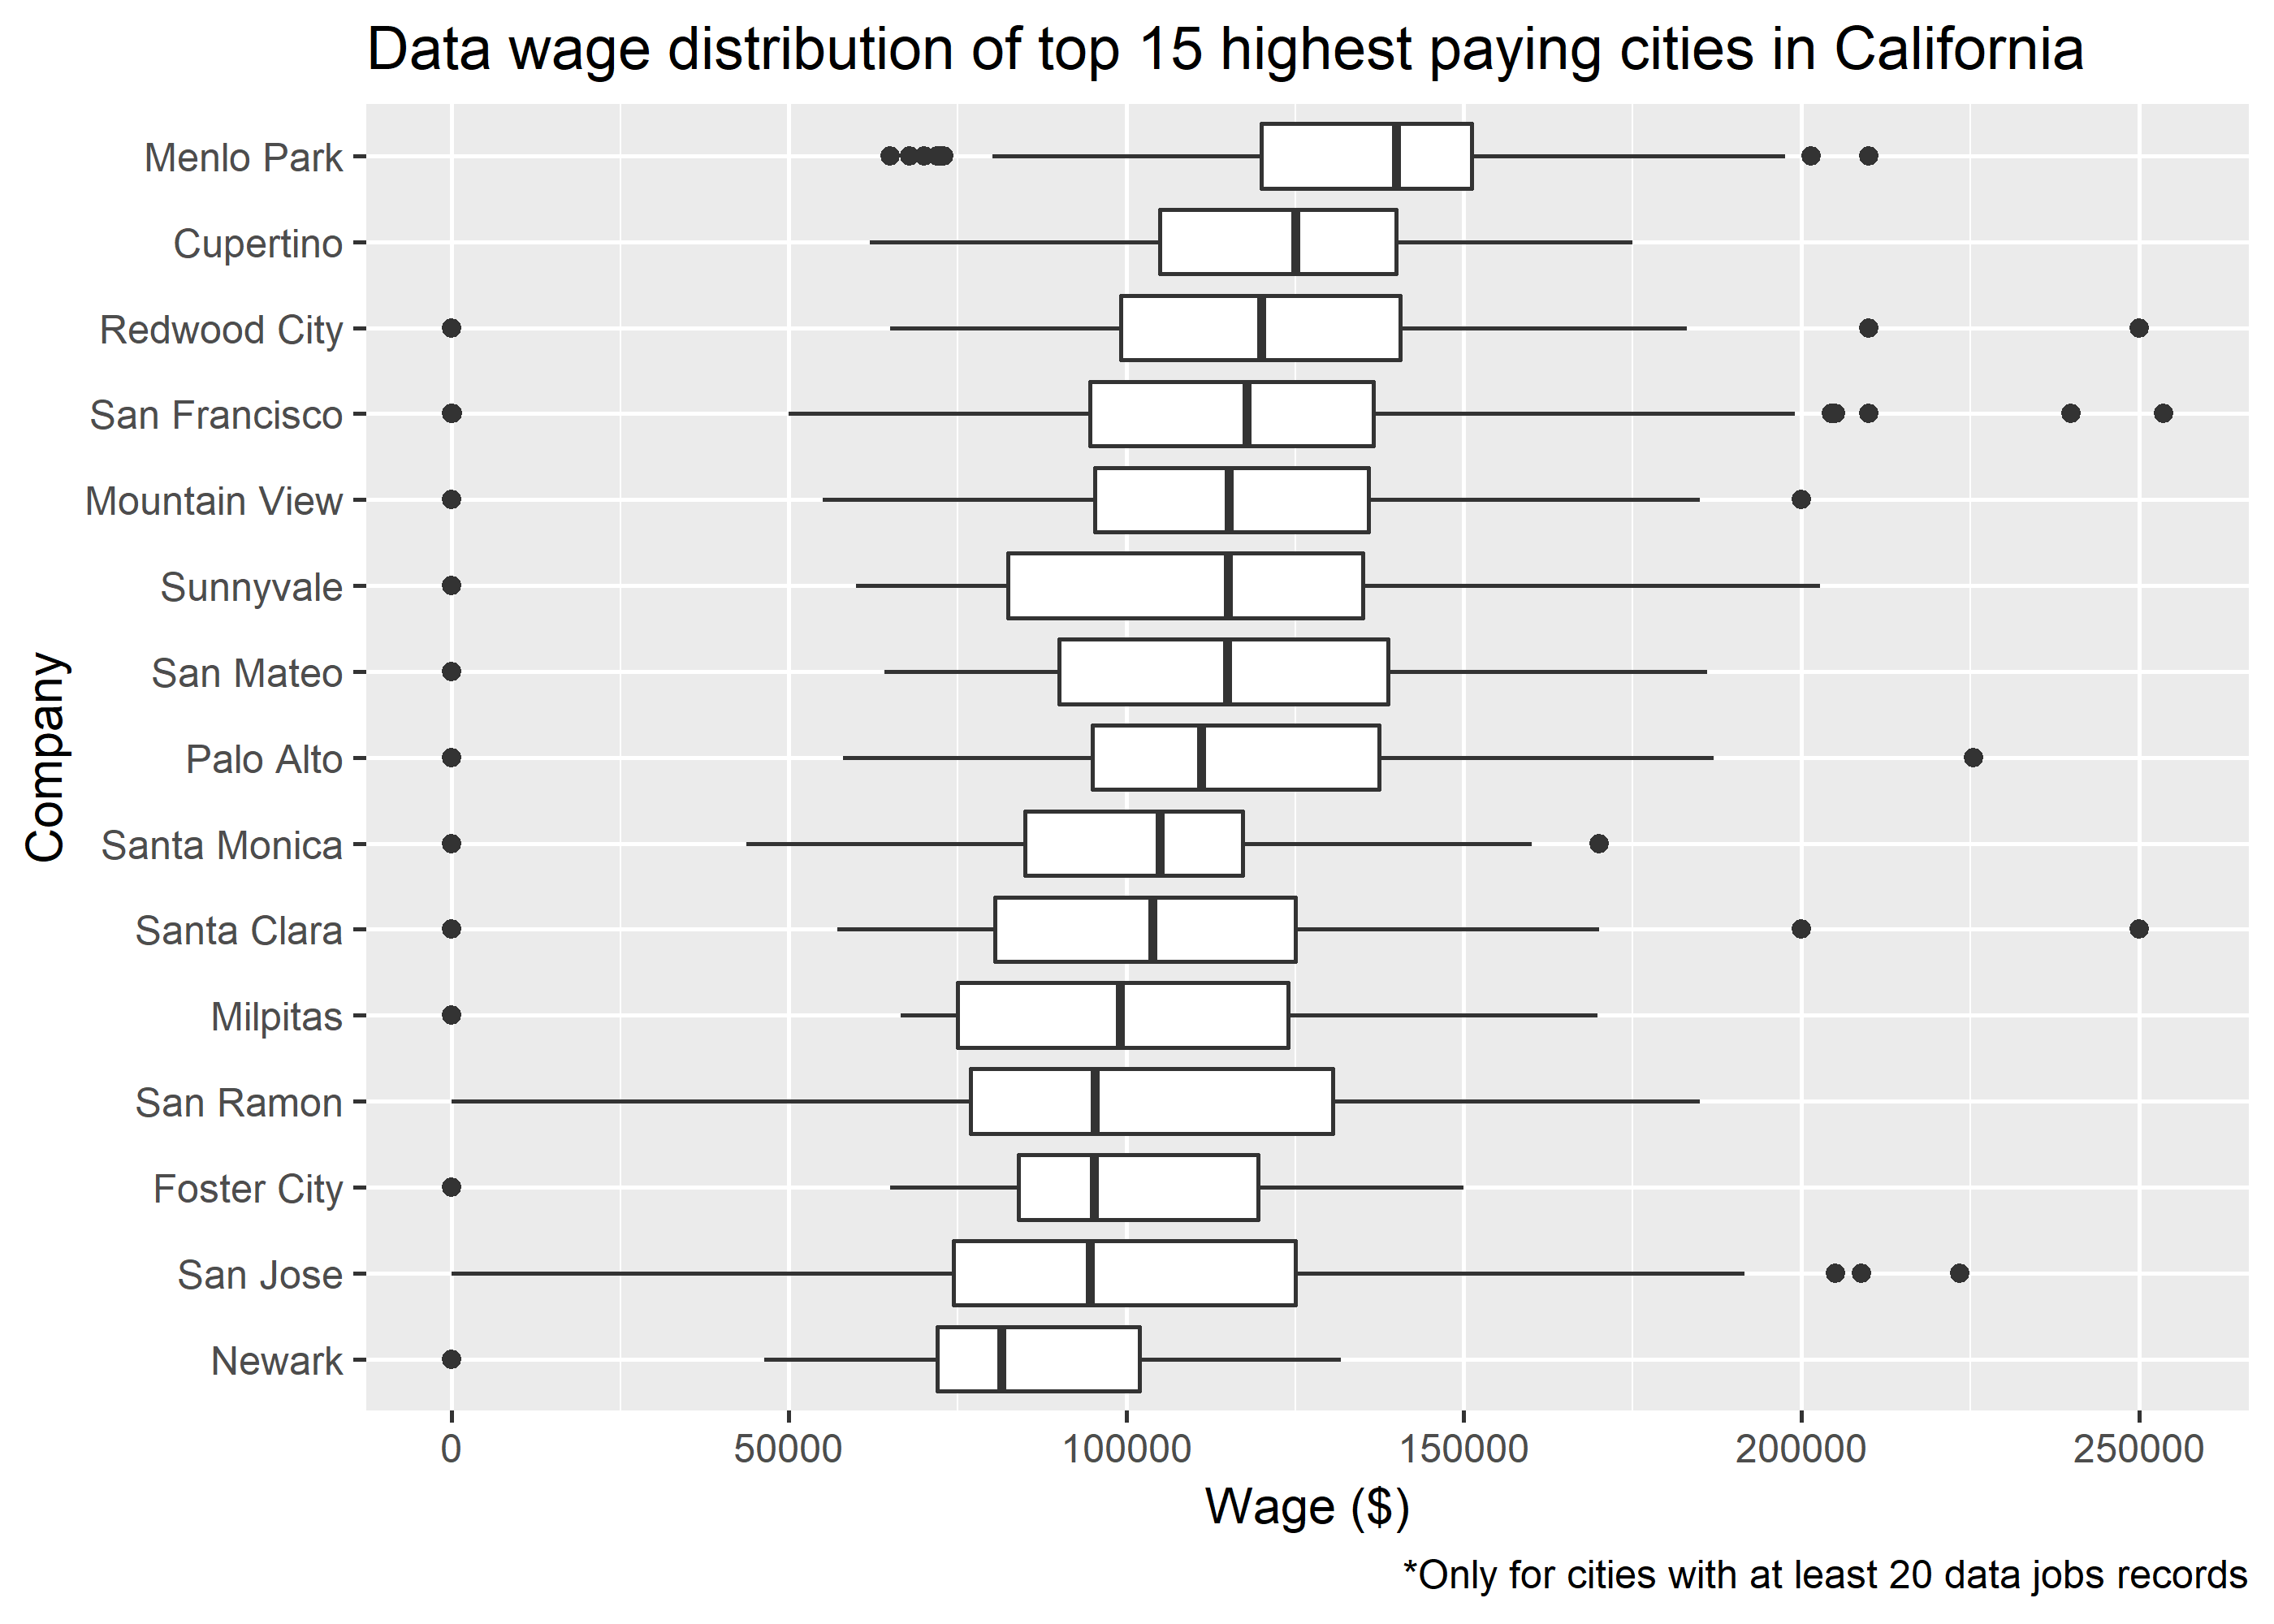 Data wage distribution of top 15 highest paying cities in California
Menlo Park
Cupertino
Redwood City
San Francisco
Mountain View
Sunnyvale
San Mateo
Palo Alto
Santa Monica
Santa Clara
Milpitas
San Ramon
Foster City
San Jose
Newark
Company
0 50000 100000 150000 200000 250000
Wage ($)
*Only for cities with at least 20 data jobs records